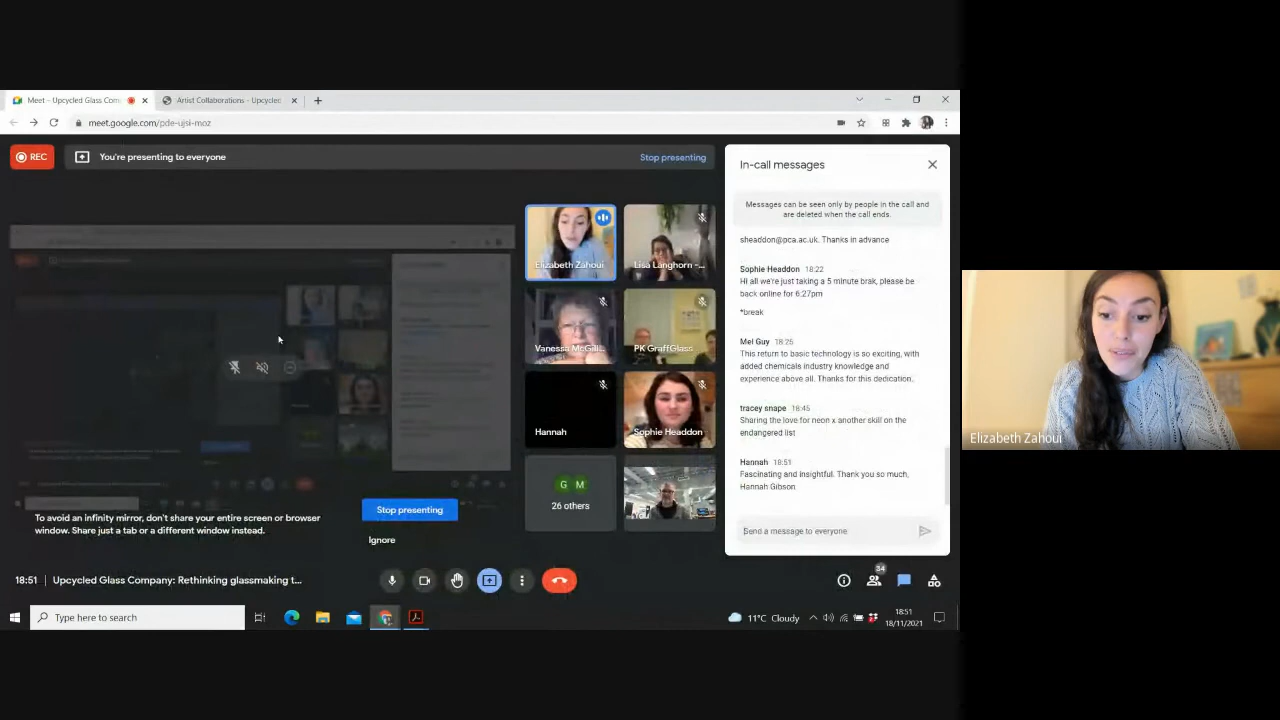 Meet – Upcycled Glass Com
Artist Collaborations - Upcycled
meet.google.com/pde-ujsi-moz
REC
You're presenting to everyone
Stop presenting
In-call messages
Messages can be seen only by people in the call and
are deleted when the call ends.
sheaddon@pca.ac.uk. Thanks in advance
Sophie Headdon 18:22
Hi all we're just taking a 5 minute brak, please be
back online for 6:27pm
*break
Mel Guy 18:25
This return to basic technology is so exciting, with
added chemicals industry knowledge and
experience above all. Thanks for this dedication.
tracey snape 18:45
Sharing the love for neon x another skill on the
endangered list
Hannah 18:51
Fascinating and insightful. Thank you so much,
Hannah Gibson
Send a message to everyone
Elizabeth Zahoui
Lisa Langhorn -...
Vanessa McGill...
PK GraffGlass
Hannah
Sophie Headdon
G M
26 others
You
To avoid an infinity mirror, don't share your entire screen or browser
window. Share just a tab or a different window instead.
Stop presenting
Ignore
18:51 | Upcycled Glass Company: Rethinking glassmaking t...
34
Type here to search
11°C Cloudy
18:51
18/11/2021
Elizabeth Zahoui